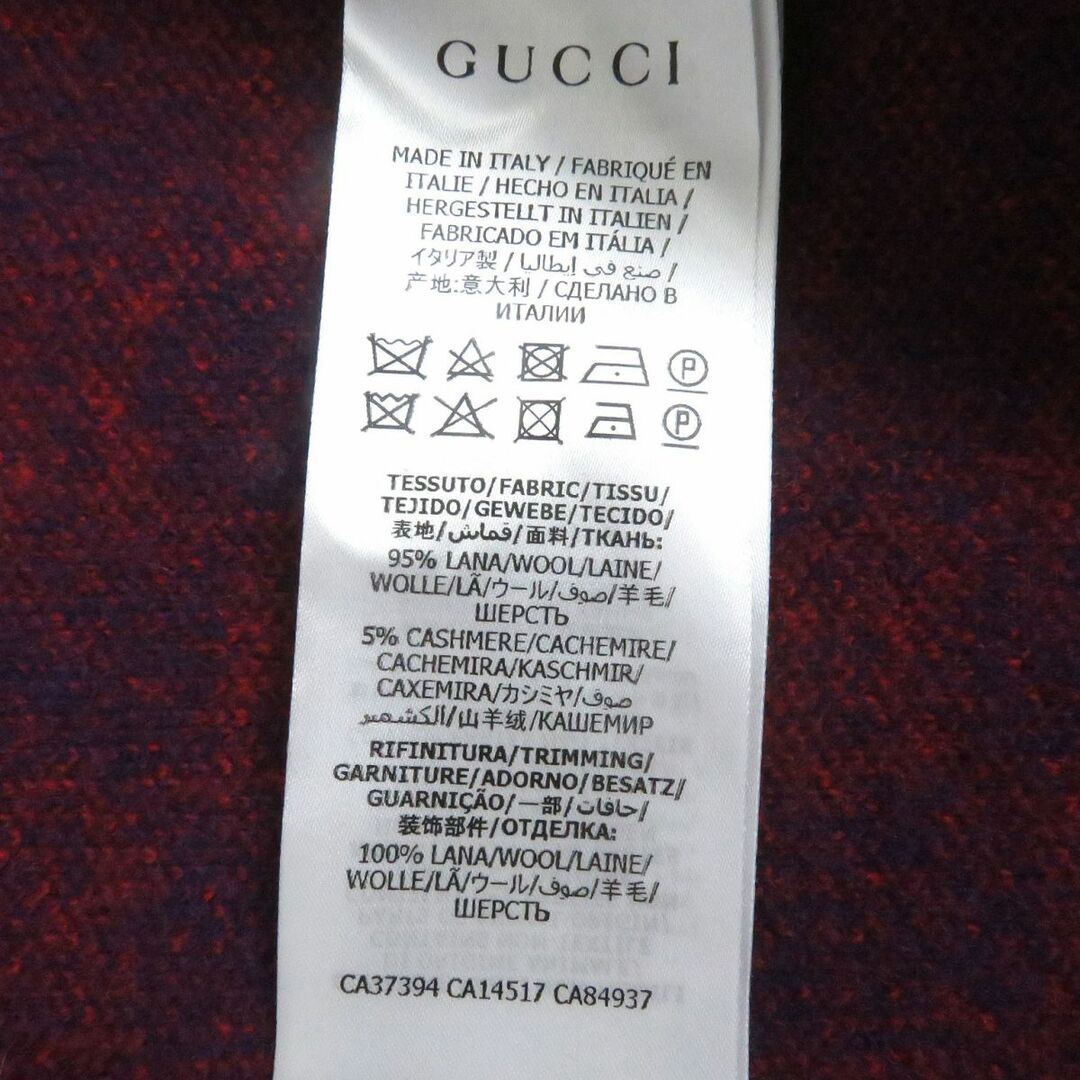 GUCCI
MADE IN ITALY / FABRIQUÉ EN
ITALIE / HECHO EN ITALIA /
HERGESTELLT IN ITALIEN /
FABRICADO EM ITÁLIA /
イタリア製 / صنع في إيطاليا /
产地:意大利 / СДЕЛАНО В
ИТАЛИИ
P
P
TESSUTO/FABRIC/TISSU/
TEJIDO/GEWEBE/TECIDO/
表地/قماش/面料/ТКАНЬ:
95% LANA/WOOL/LAINE/
WOLLE/LÃ/ウール/صوف/羊毛/
ШЕРСТЬ
5% CASHMERE/CACHEMIRE/
CACHEMIRA/KASCHMIR/
CAXEMIRA/カシミヤ/صوف
الكشمير/山羊绒/КАШЕМИР
RIFINITURA/TRIMMING/
GARNITURE/ADORNO/BESATZ/
GUARNIÇÃO/一部/حافات/
装饰部件/ОТДЕЛКА:
100% LANA/WOOL/LAINE/
WOLLE/LÃ/ウール/صوف/羊毛/
ШЕРСТЬ
CA37394 CA14517 CA84937